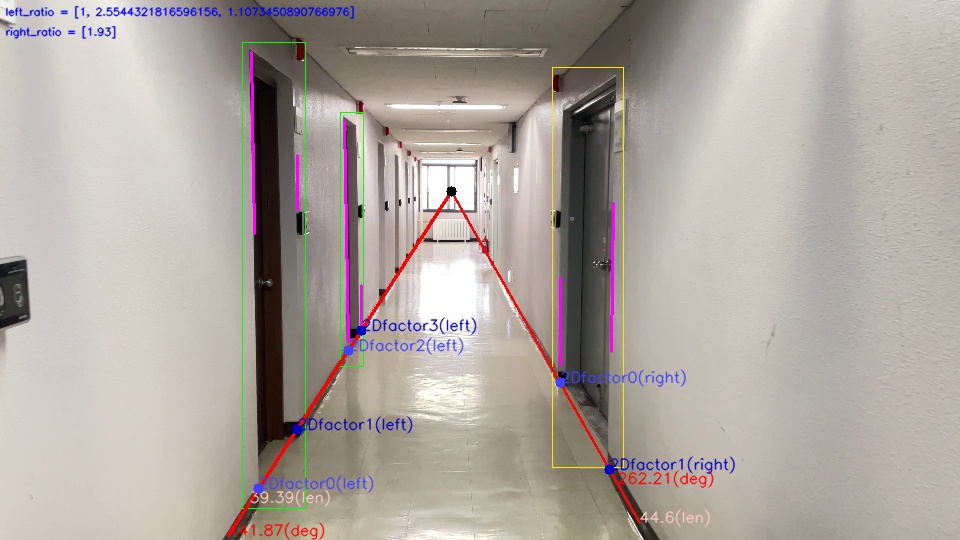 left_ratio = [1, 2.5544321816596156, 1.1073450890766976]
right_ratio = [1.93]
2Dfactor3(left)
2Dfactor2(left)
2Dfactor0(right)
2Dfactor1(left)
2Dfactor1(right)
262.21(deg)
2Dfactor0(left)
39.39(len)
44.6(len)
41.87(deg)